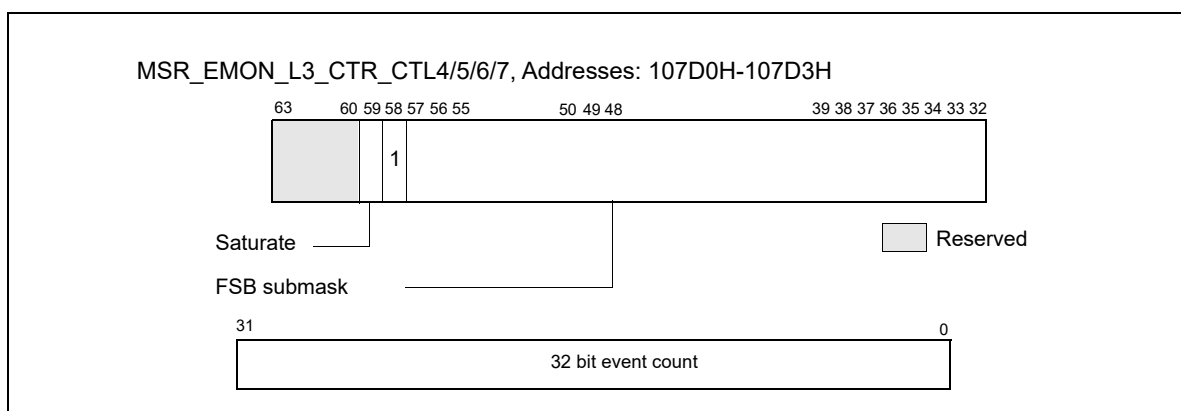 MSR_EMON_L3_CTR_CTL4/5/6/7, Addresses: 107D0H-107D3H
63 60 59 58 57 56 55 50 49 48 39 38 37 36 35 34 33 32
1
Saturate
Reserved
FSB submask
31 0
32 bit event count